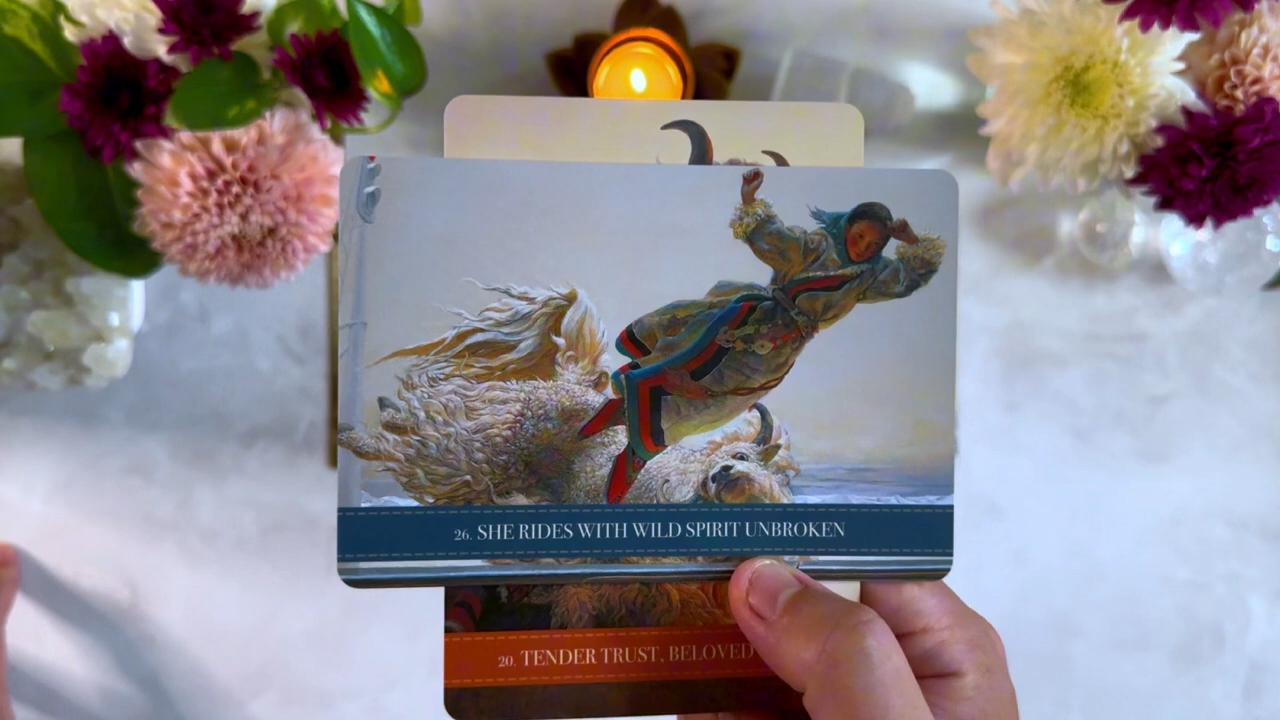 26. SHE RIDES WITH WILD SPIRIT UNBROKEN
20. TENDER TRUST, BELOVED